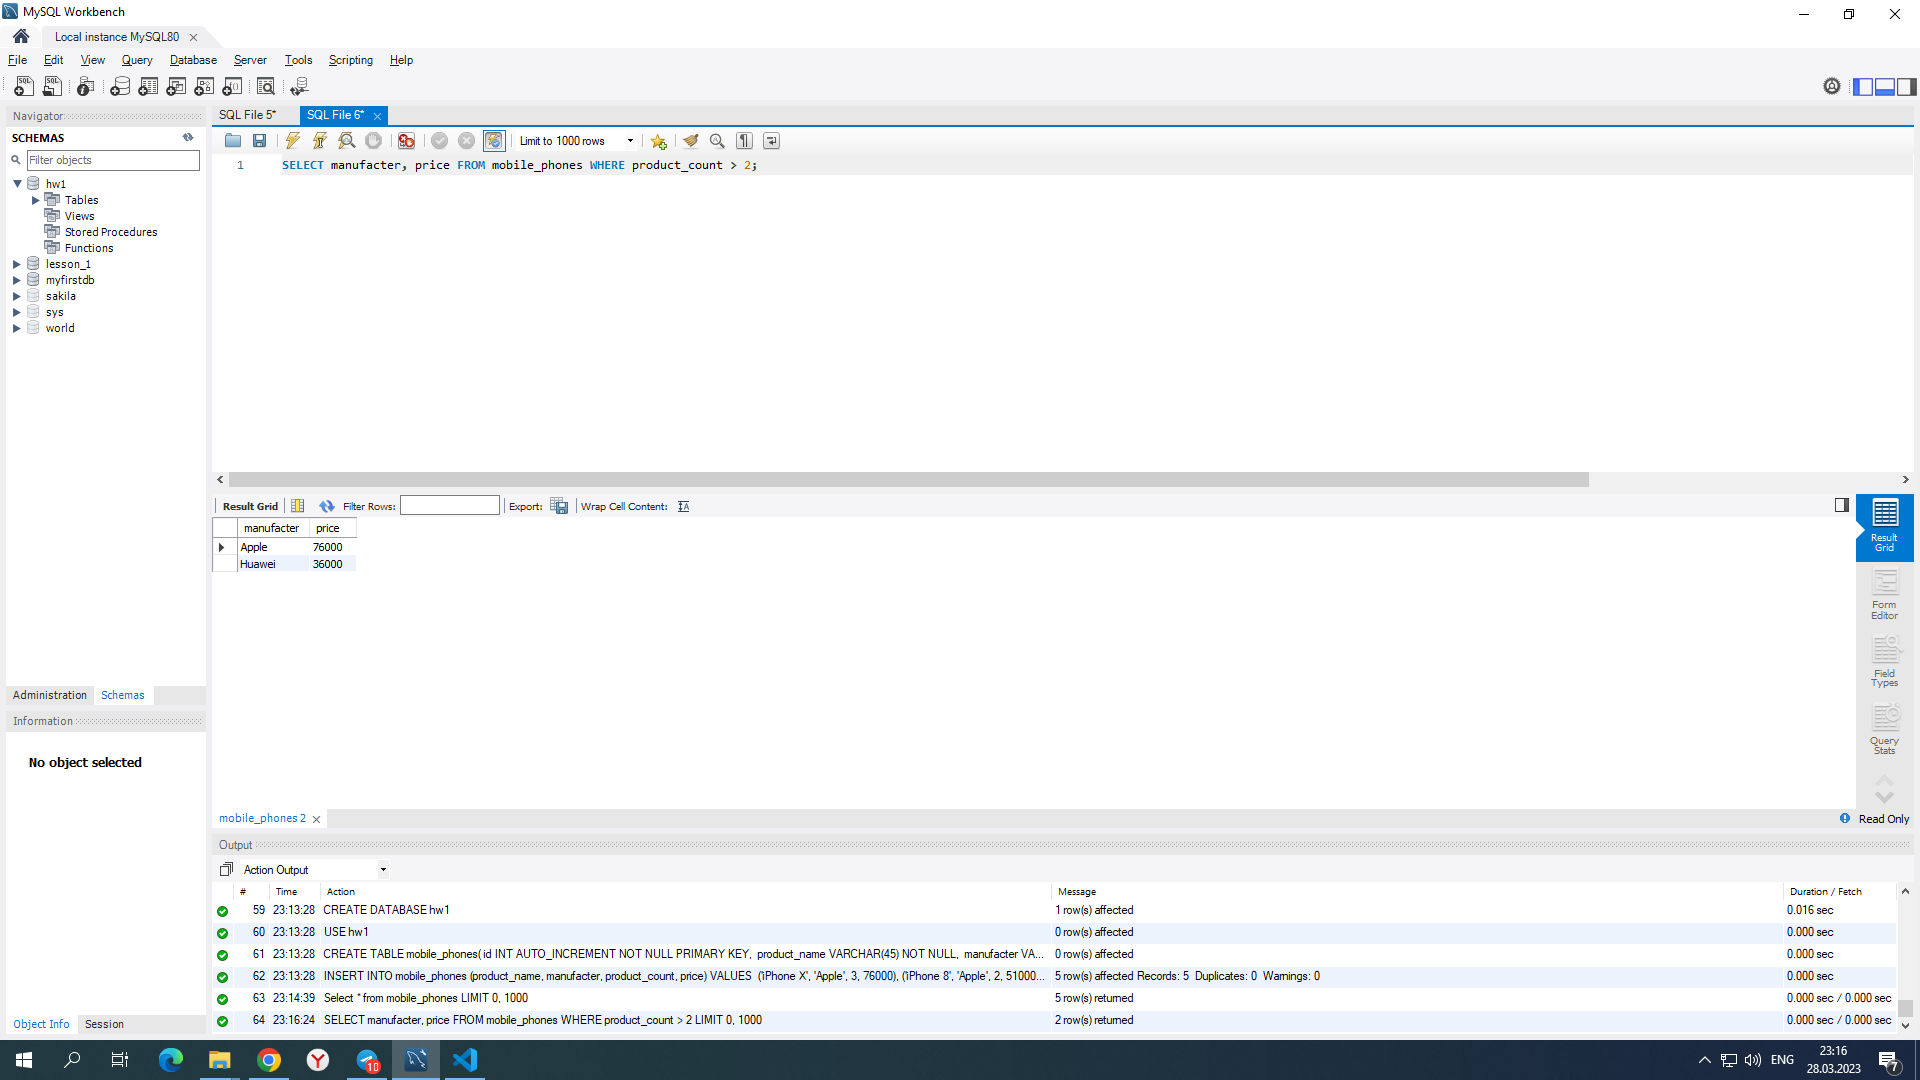 MySQL Workbench
Local instance MySQL80
File Edit View Query Database Server Tools Scripting Help
Navigator
SCHEMAS
Filter objects
hw1
Tables
Views
Stored Procedures
Functions
lesson_1
myfirstdb
sakila
sys
world
Administration Schemas
Information
No object selected
Object Info Session
SQL File 5* SQL File 6*
Limit to 1000 rows
1 SELECT manufacter, price FROM mobile_phones WHERE product_count > 2;
Result Grid Filter Rows: Export: Wrap Cell Content:
manufacter price
Apple 76000
Huawei 36000
Result Grid
Form Editor
Field Types
Query Stats
mobile_phones 2 Read Only
Output
Action Output
# Time Action Message Duration / Fetch
59 23:13:28 CREATE DATABASE hw1 1 row(s) affected 0.016 sec
60 23:13:28 USE hw1 0 row(s) affected 0.000 sec
61 23:13:28 CREATE TABLE mobile_phones( id INT AUTO_INCREMENT NOT NULL PRIMARY KEY, product_name VARCHAR(45) NOT NULL, manufacter VA... 0 row(s) affected 0.000 sec
62 23:13:28 INSERT INTO mobile_phones (product_name, manufacter, product_count, price) VALUES ('iPhone X', 'Apple', 3, 76000), ('iPhone 8', 'Apple', 2, 51000... 5 row(s) affected Records: 5 Duplicates: 0 Warnings: 0 0.000 sec
63 23:14:39 Select * from mobile_phones LIMIT 0, 1000 5 row(s) returned 0.000 sec / 0.000 sec
64 23:16:24 SELECT manufacter, price FROM mobile_phones WHERE product_count > 2 LIMIT 0, 1000 2 row(s) returned 0.000 sec / 0.000 sec
10
ENG
23:16
28.03.2023
7